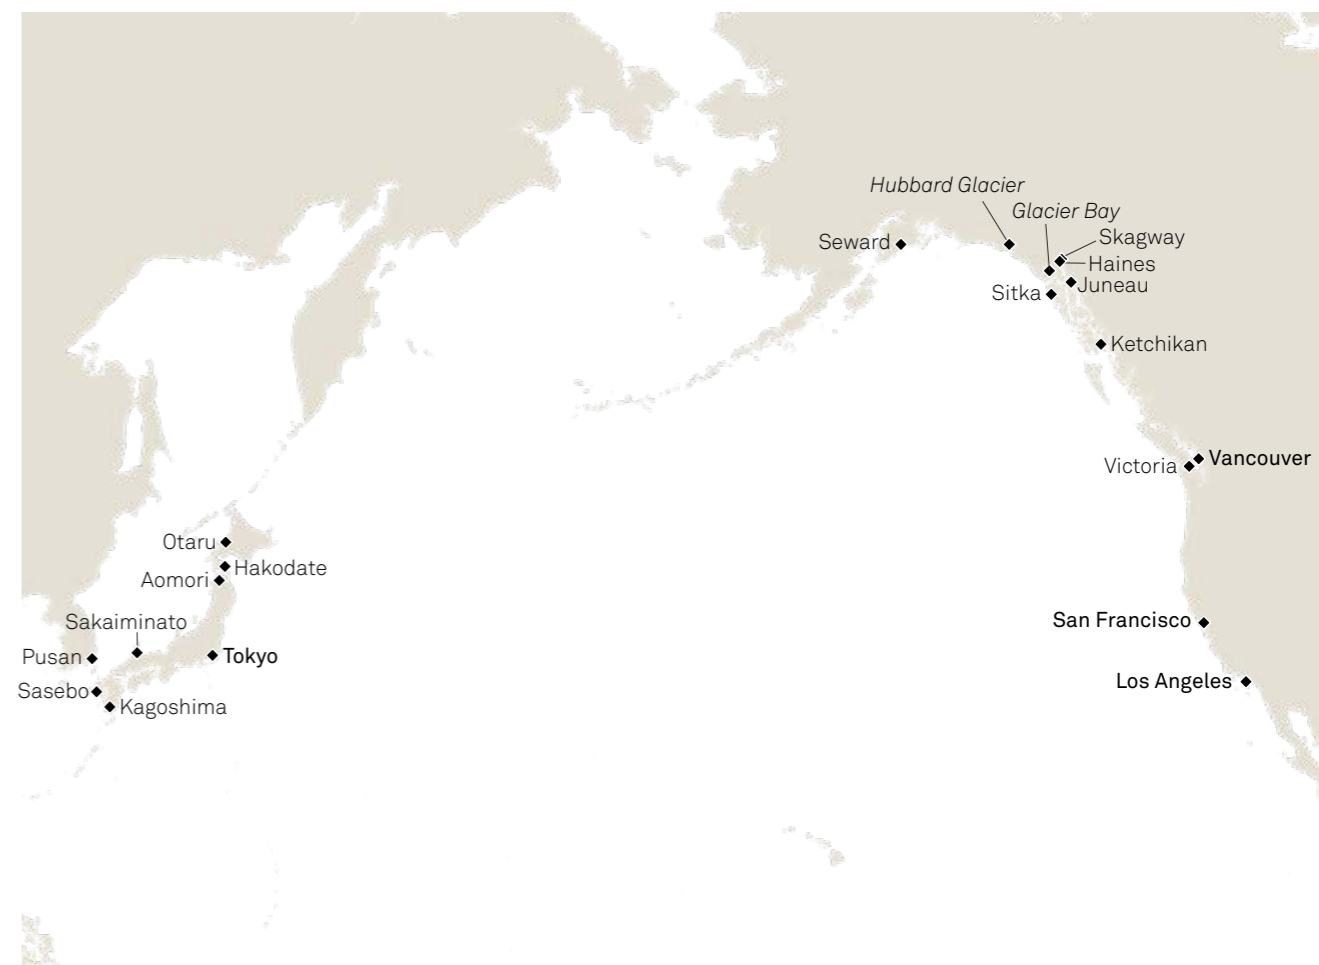 Hubbard Glacier
Glacier Bay
Skagway
Seward
Haines
Juneau
Sitka
Ketchikan
Vancouver
Victoria
Otaru
Hakodate
Aomori
San Francisco
Sakaiminato
Pusan
Tokyo
Los Angeles
Sasebo
Kagoshima